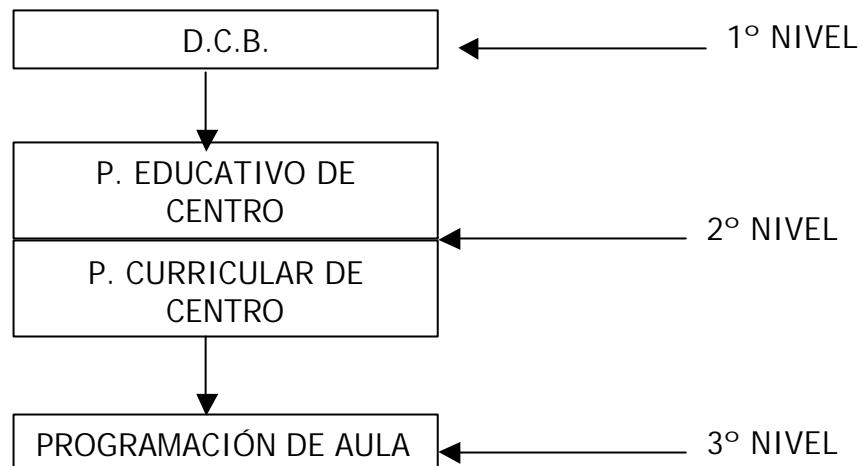 D.C.B.
1º NIVEL
P. EDUCATIVO DE
CENTRO
2º NIVEL
P. CURRICULAR DE
CENTRO
PROGRAMACIÓN DE AULA
3º NIVEL